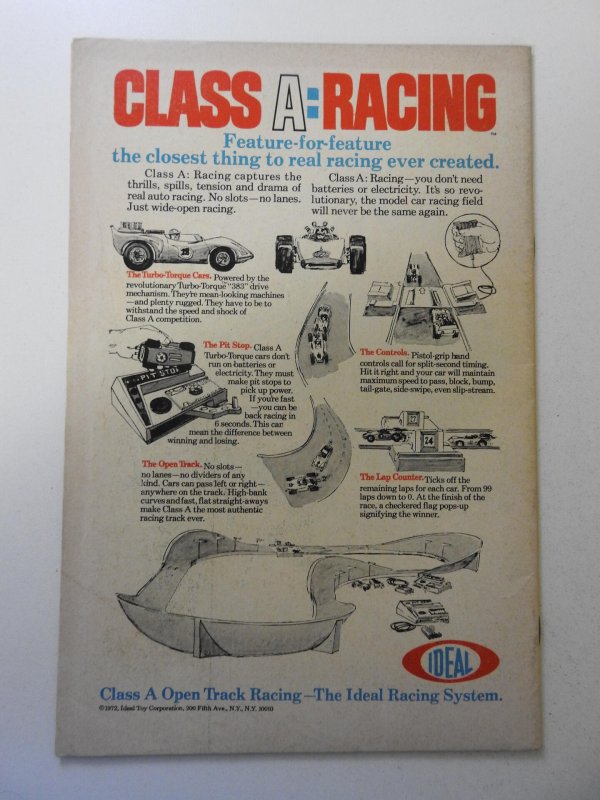 CLASS A: RACING
™
Feature-for-feature
the closest thing to real racing ever created.
Class A: Racing captures the
thrills, spills, tension and drama of
real auto racing. No slots—no lanes.
Just wide-open racing.
Class A: Racing—you don't need
batteries or electricity. It's so revo-
lutionary, the model car racing field
will never be the same again.
The Turbo-Torque Cars. Powered by the
revolutionary Turbo-Torque™ "383" drive
mechanism. They're mean-looking machines
—and plenty rugged. They have to be to
withstand the speed and shock of
Class A competition.
The Pit Stop. Class A
Turbo-Torque cars don't
run on batteries or
electricity. They must
make pit stops to
pick up power.
If you're fast
—you can be
back racing in
6 seconds. This can
mean the difference between
winning and losing.
PIT STOP
The Controls. Pistol-grip hand
controls call for split-second timing.
Hit it right and your car will maintain
maximum speed to pass, block, bump,
tail-gate, side-swipe, even slip-stream.
24
The Open Track. No slots—
no lanes—no dividers of any
kind. Cars can pass left or right—
anywhere on the track. High-bank
curves and fast, flat straight-aways
make Class A the most authentic
racing track ever.
The Lap Counter. Ticks off the
remaining laps for each car. From 99
laps down to 0. At the finish of the
race, a checkered flag pops-up
signifying the winner.
IDEAL
Class A Open Track Racing—The Ideal Racing System.
©1972, Ideal Toy Corporation, 200 Fifth Ave., N.Y., N.Y. 10010